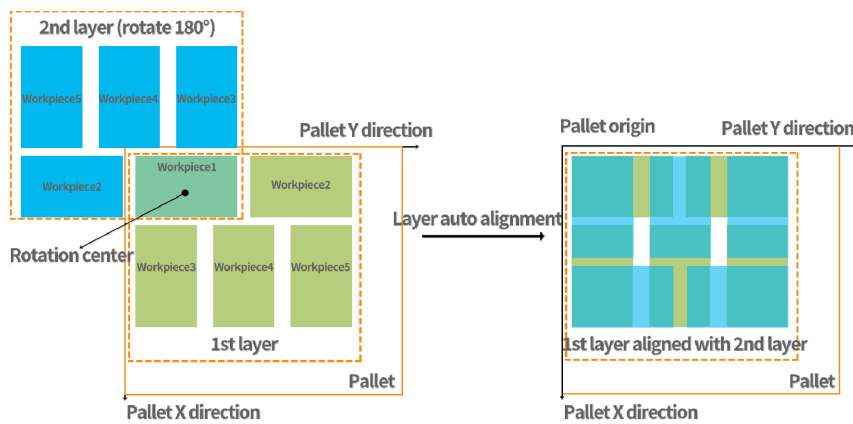 2nd layer (rotate 180°)
Workpiece5
Workpiece4
Workpiece3
Workpiece2
Pallet Y direction
Workpiece1
Workpiece2
Rotation center
Workpiece3
Workpiece4
Workpiece5
1st layer
Pallet
Pallet X direction
Layer auto alignment
Pallet origin
Pallet Y direction
1st layer aligned with 2nd layer
Pallet
Pallet X direction